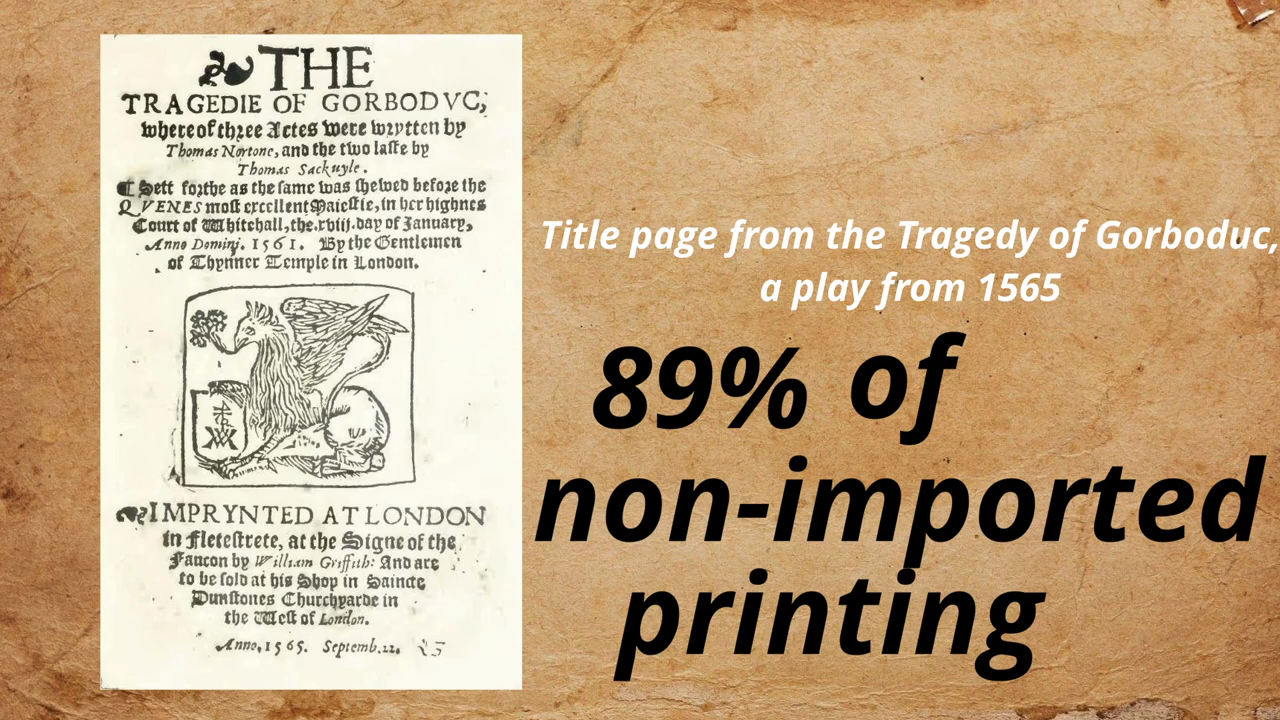 THE
TRAGEDIE OF GORBODVC,
whereof three Actes were wrytten by
Thomas Nortone, and the two laste by
Thomas Sackuyle.
Sett forthe as the same was shewed before the
QVENES most excellent Maiestie, in her highnes
Court of Whitehall, the .xviii. day of January,
Anno Domini. 1561. By the Gentlemen
of Thynner Temple in London.
IMPRYNTED AT LONDON
in Fletestrete, at the Signe of the
Faucon by William Griffith: And are
to be sold at his Shop in Saincte
Dunstones Churchyarde in
the West of London.
Anno, 1565. Septemb. 22.
Title page from the Tragedy of Gorboduc,
a play from 1565
89% of
non-imported
printing